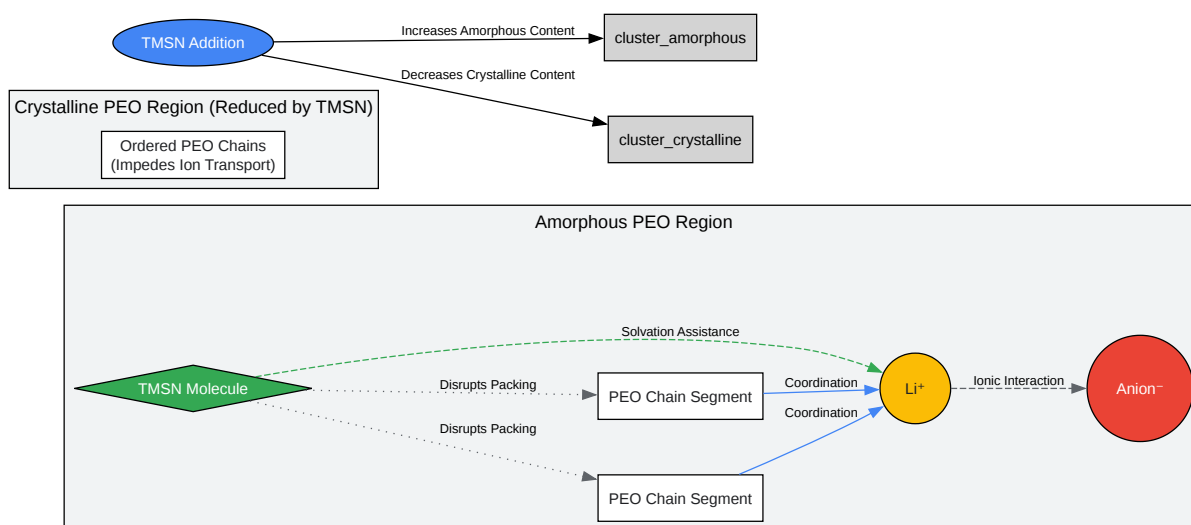 TMSN Addition
Increases Amorphous Content
cluster_amorphous
Decreases Crystalline Content
cluster_crystalline
Crystalline PEO Region (Reduced by TMSN)
Ordered PEO Chains
(Impedes Ion Transport)
Amorphous PEO Region
Solvation Assistance
TMSN Molecule
Disrupts Packing
PEO Chain Segment
Coordination
Li⁺
Ionic Interaction
Anion⁻
Disrupts Packing
Coordination
PEO Chain Segment